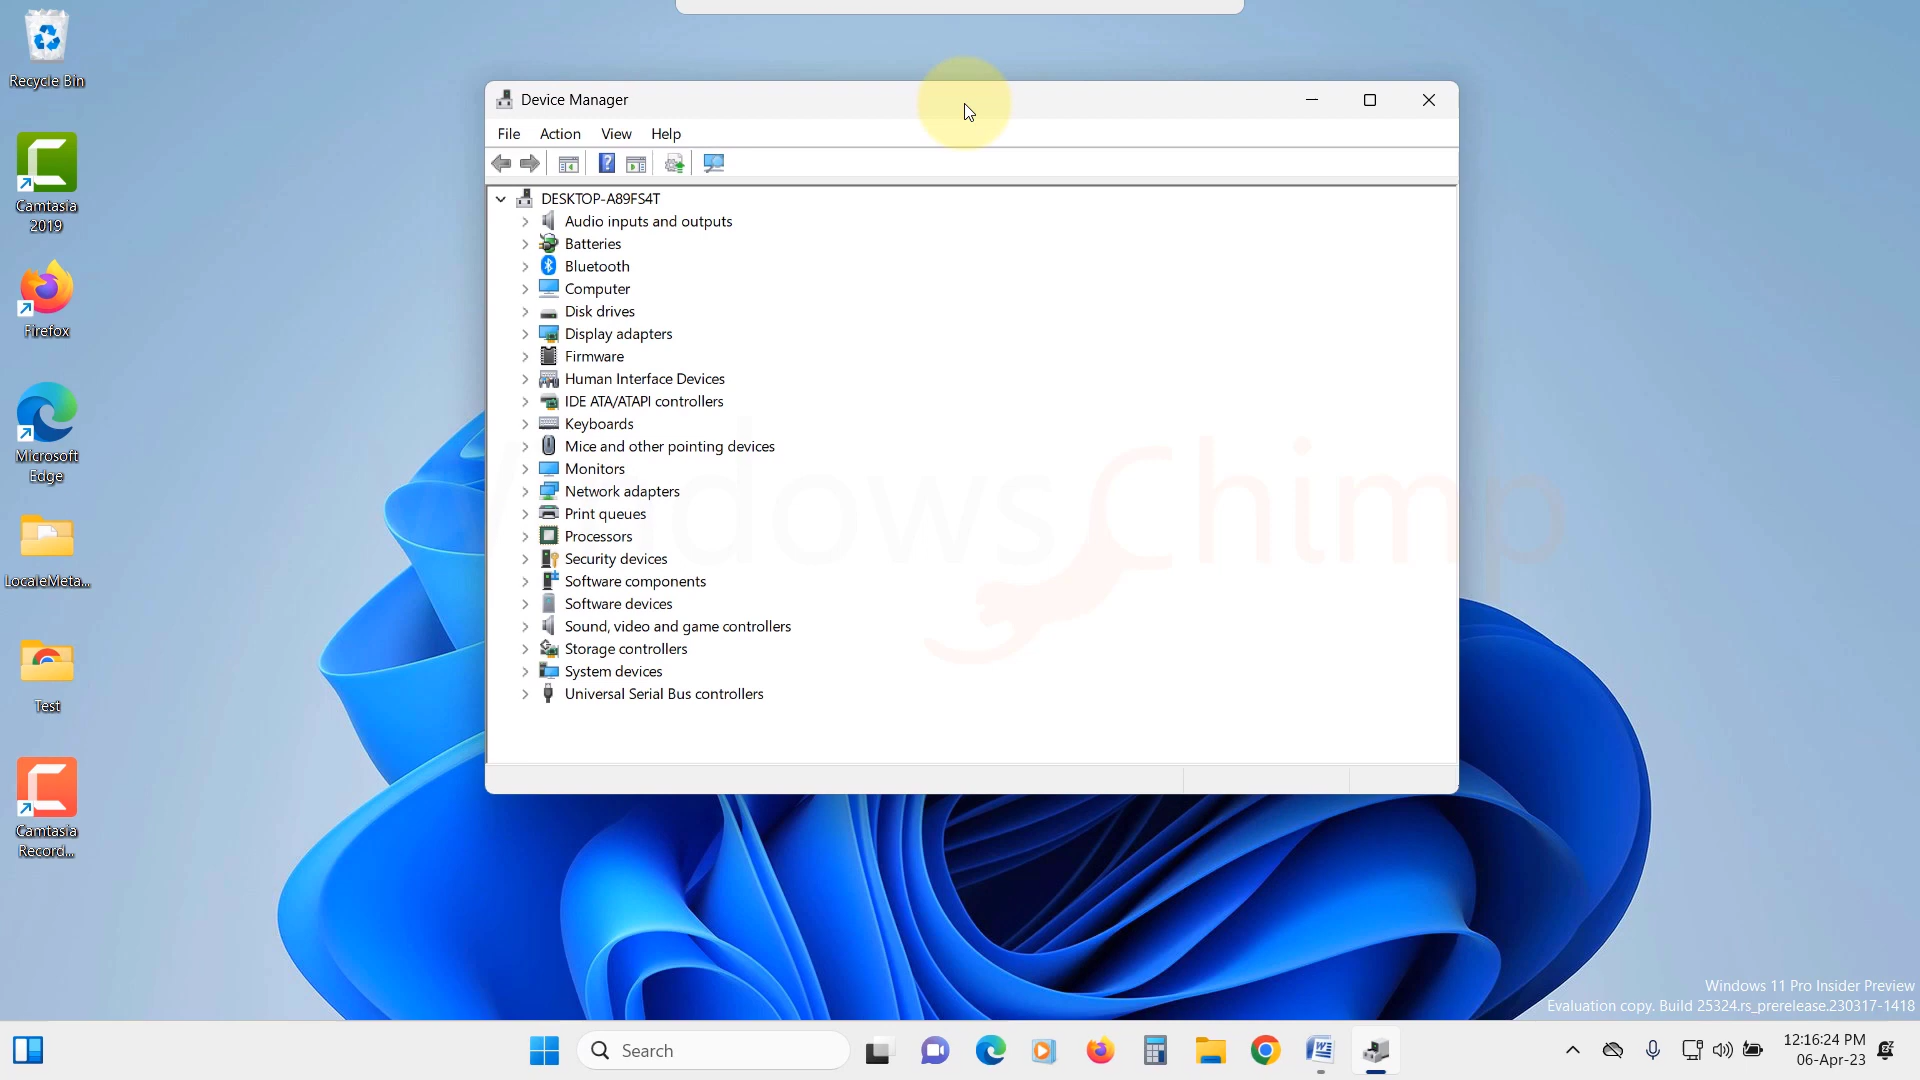 Recycle Bin
Camtasia
2019
Firefox
Microsoft
Edge
LocaleMeta...
Test
Camtasia
Record...
Device Manager
File Action View Help
DESKTOP-A89FS4T
Audio inputs and outputs
Batteries
Bluetooth
Computer
Disk drives
Display adapters
Firmware
Human Interface Devices
IDE ATA/ATAPI controllers
Keyboards
Mice and other pointing devices
Monitors
Network adapters
Print queues
Processors
Security devices
Software components
Software devices
Sound, video and game controllers
Storage controllers
System devices
Universal Serial Bus controllers
Windows Chimp
Windows 11 Pro Insider Preview
Evaluation copy. Build 25324.rs_prerelease.230317-1418
Search
12:16:24 PM
06-Apr-23